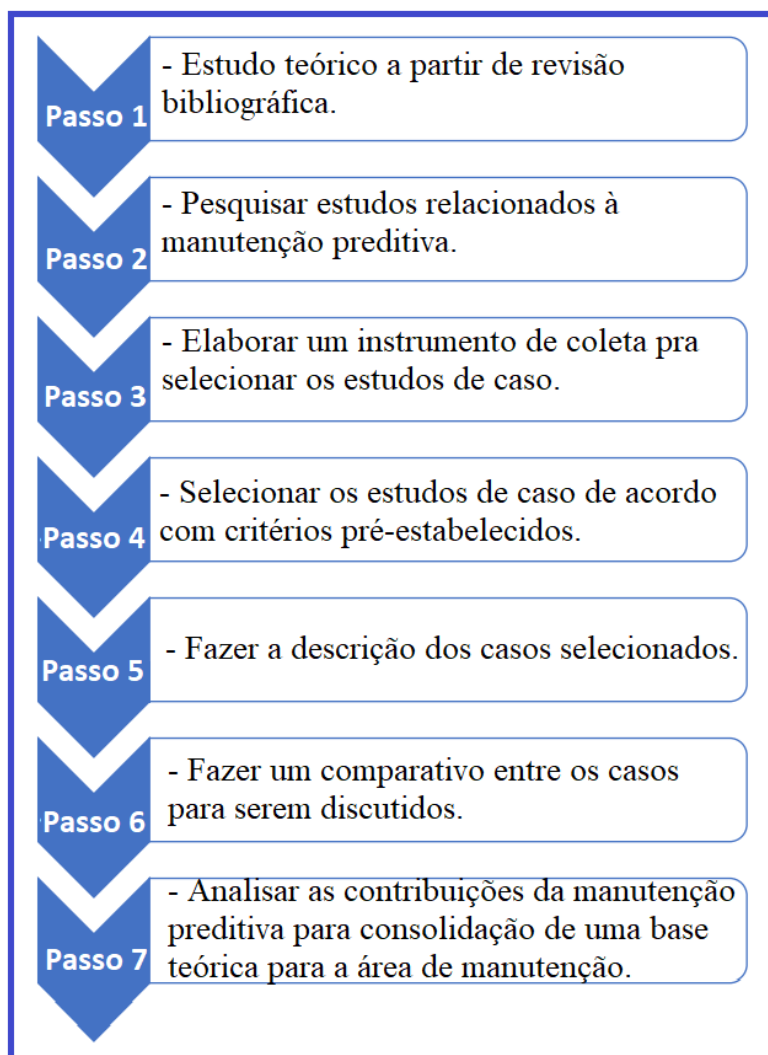 Passo 1
- Estudo teórico a partir de revisão
bibliográfica.
Passo 2
- Pesquisar estudos relacionados à
manutenção preditiva.
Passo 3
- Elaborar um instrumento de coleta pra
selecionar os estudos de caso.
Passo 4
- Selecionar os estudos de caso de acordo
com critérios pré-estabelecidos.
Passo 5
- Fazer a descrição dos casos selecionados.
Passo 6
- Fazer um comparativo entre os casos
para serem discutidos.
Passo 7
- Analisar as contribuições da manutenção
preditiva para consolidação de uma base
teórica para a área de manutenção.